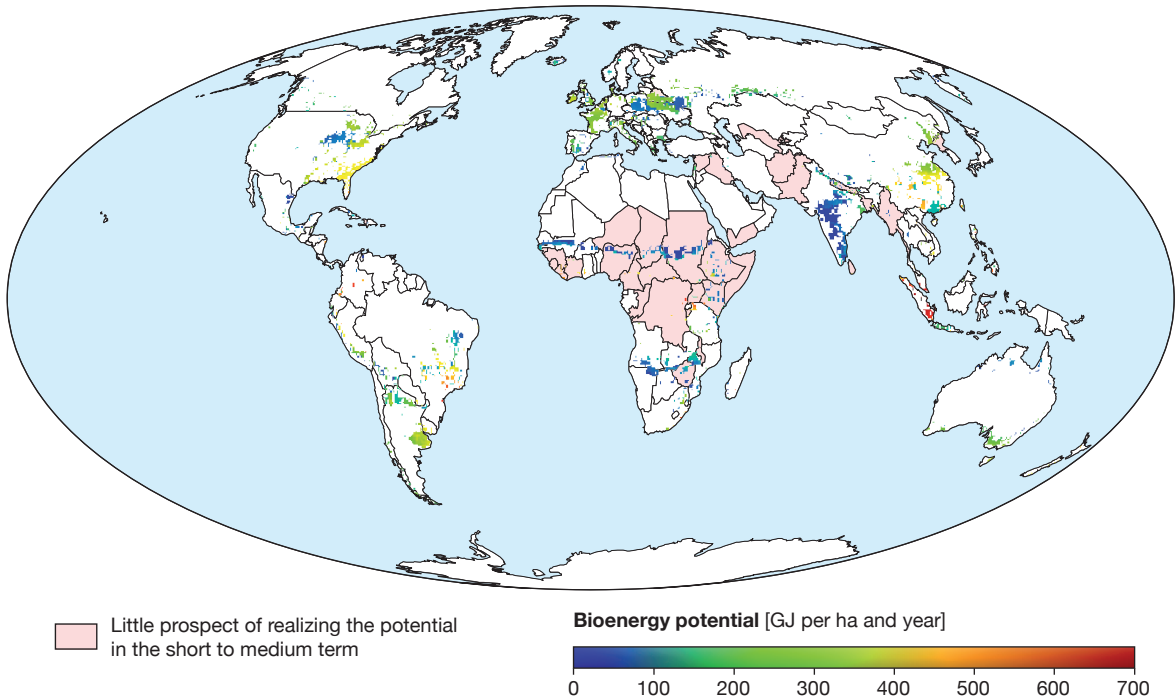 Little prospect of realizing the potential
in the short to medium term
Bioenergy potential [GJ per ha and year]
0 100 200 300 400 500 600 700